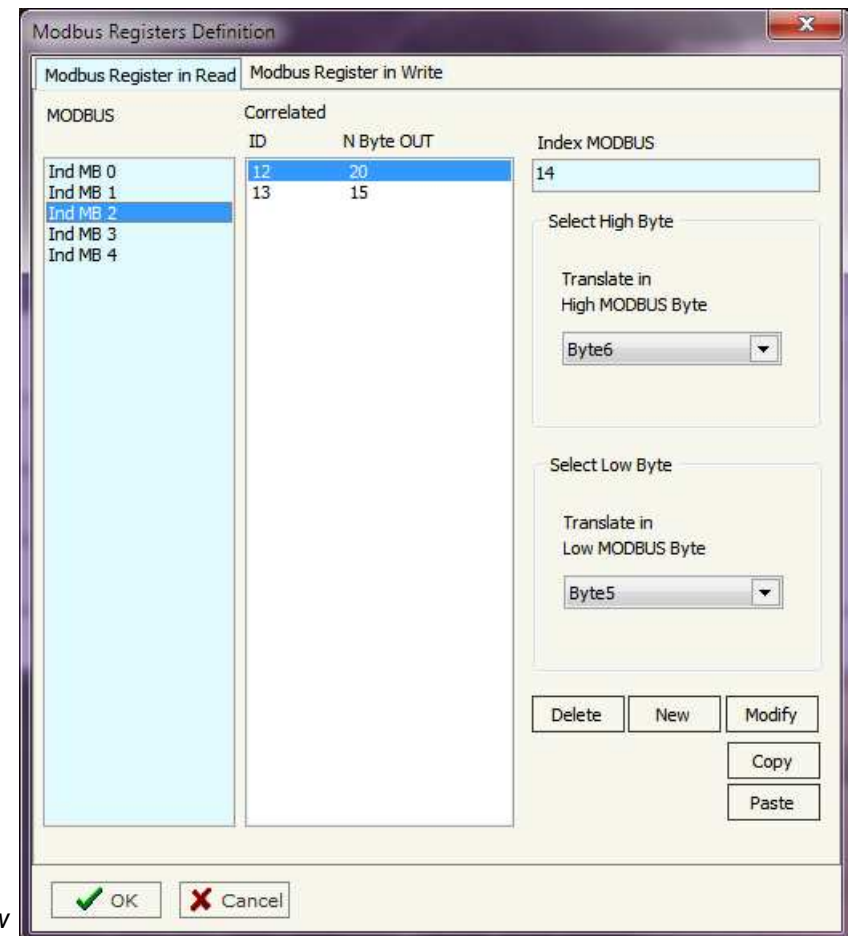 Modbus Registers Definition
Modbus Register in Read Modbus Register in Write
MODBUS
Correlated
ID N Byte OUT
Ind MB 0
Ind MB 1
Ind MB 2
Ind MB 3
Ind MB 4
12 20
13 15
Index MODBUS
14
Select High Byte
Translate in
High MODBUS Byte
Byte6
Select Low Byte
Translate in
Low MODBUS Byte
Byte5
Delete New Modify
Copy
Paste
OK Cancel